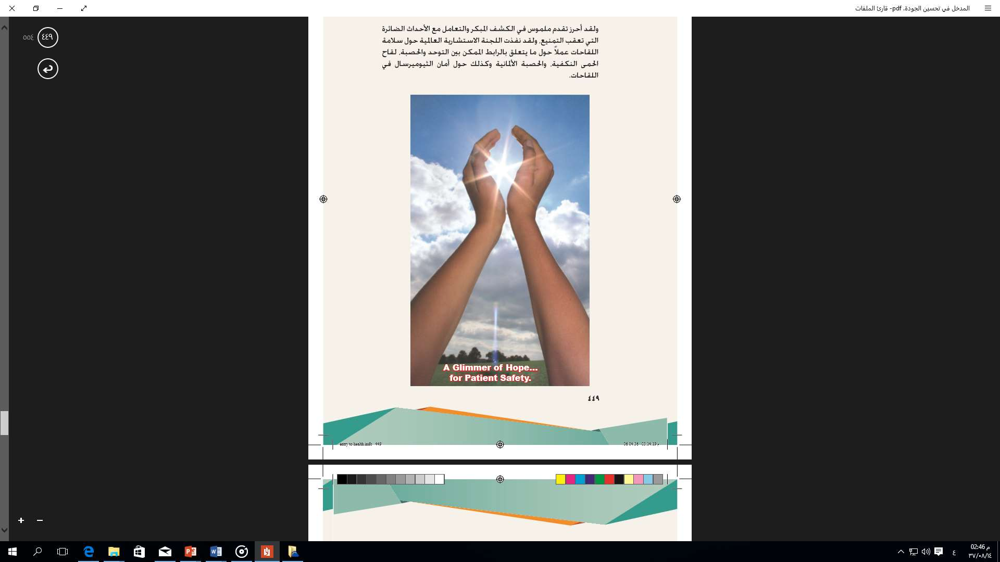 المدخل في تحسين الجودة. pdf- قارئ الملفات
٤٤٩
٥٥٤
ولقد أحرز تقدم ملموس في الكشف المبكر والتعامل مع الأحداث الضائرة
التي تعقب التمنيع. ولقد نفذت اللجنة الاستشارية العالمية حول سلامة
اللقاحات عملاً حول ما يتعلق بالرابط الممكن بين التوحد والحصبة. لقاح
الحمى النكفية. والحصبة الألمانية وكذلك حول أمان الثيوميرسال في
اللقاحات.
A Glimmer of Hope...
for Patient Safety.
٤٤٩
entry to health.indb 449
06/04/36 03:14:19 م
ع
02:46 م
٣٧/٠٨/١٤